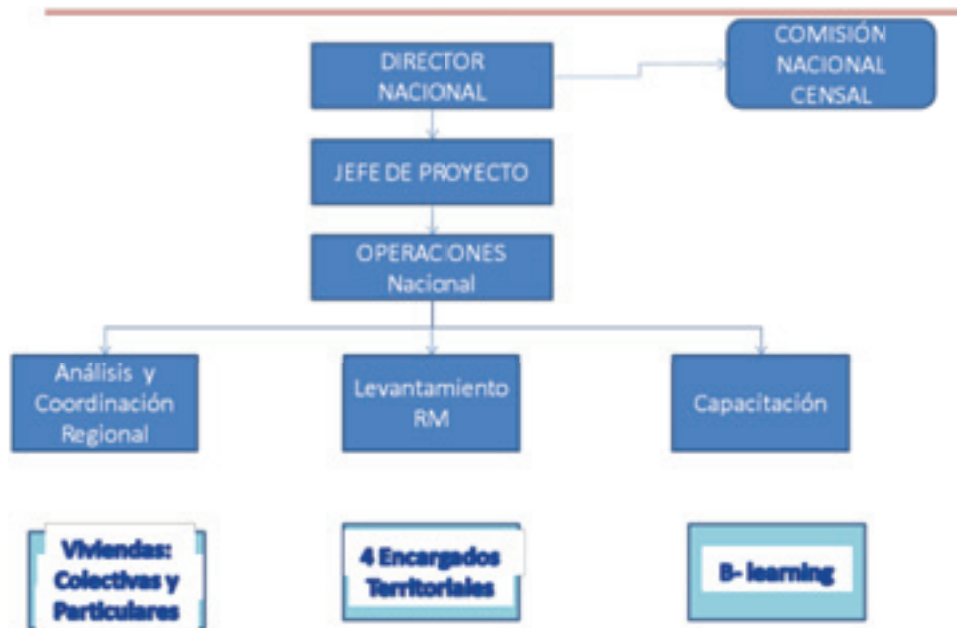 DIRECTOR
NACIONAL
COMISIÓN
NACIONAL
CENSAL
JEFE DE PROYECTO
OPERACIONES
Nacional
Análisis y
Coordinación
Regional
Levantamiento
RM
Capacitación
Viviendas:
Colectivas y
Particulares
4 Encargados
Territoriales
B- learning